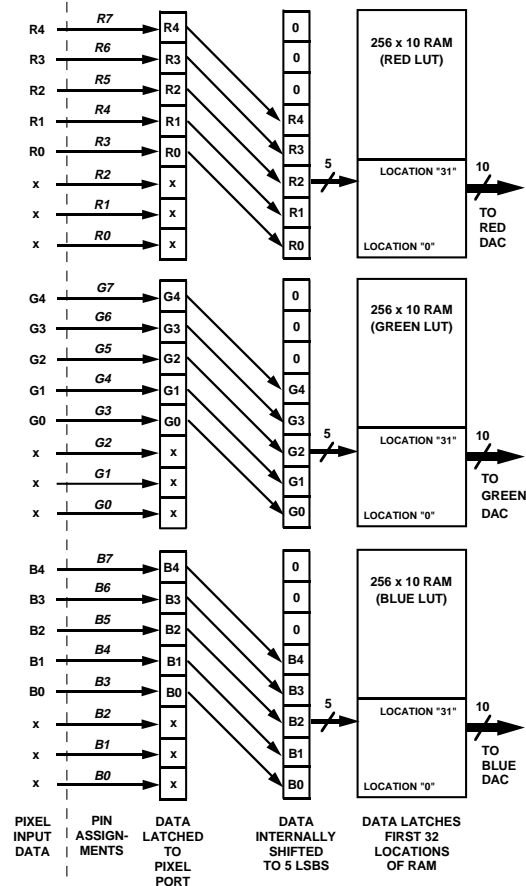 R4 R7 R4 0 256 x 10 RAM
R3 R6 R3 0 (RED LUT)
R2 R5 R2 0
R1 R4 R1 R4
R0 R3 R0 R3 5 LOCATION "31" 10
x R2 x R2 TO
x R1 x R1 RED
x R0 x R0 LOCATION "0" DAC
G4 G7 G4 0 256 x 10 RAM
G3 G6 G3 0 (GREEN LUT)
G2 G5 G2 0
G1 G4 G1 G4
G0 G3 G0 G3 5 LOCATION "31" 10
x G2 x G2 TO
x G1 x G1 GREEN
x G0 x G0 LOCATION "0" DAC
B4 B7 B4 0 256 x 10 RAM
B3 B6 B3 0 (BLUE LUT)
B2 B5 B2 0
B1 B4 B1 B4
B0 B3 B0 B3 5 LOCATION "31" 10
x B2 x B2 TO
x B1 x B1 BLUE
x B0 x B0 LOCATION "0" DAC
PIXEL PIN DATA DATA DATA LATCHES
INPUT ASSIGN- LATCHED INTERNALLY FIRST 32
DATA MENTS TO SHIFTED LOCATIONS
PIXEL TO 5 LSBS OF RAM
PORT